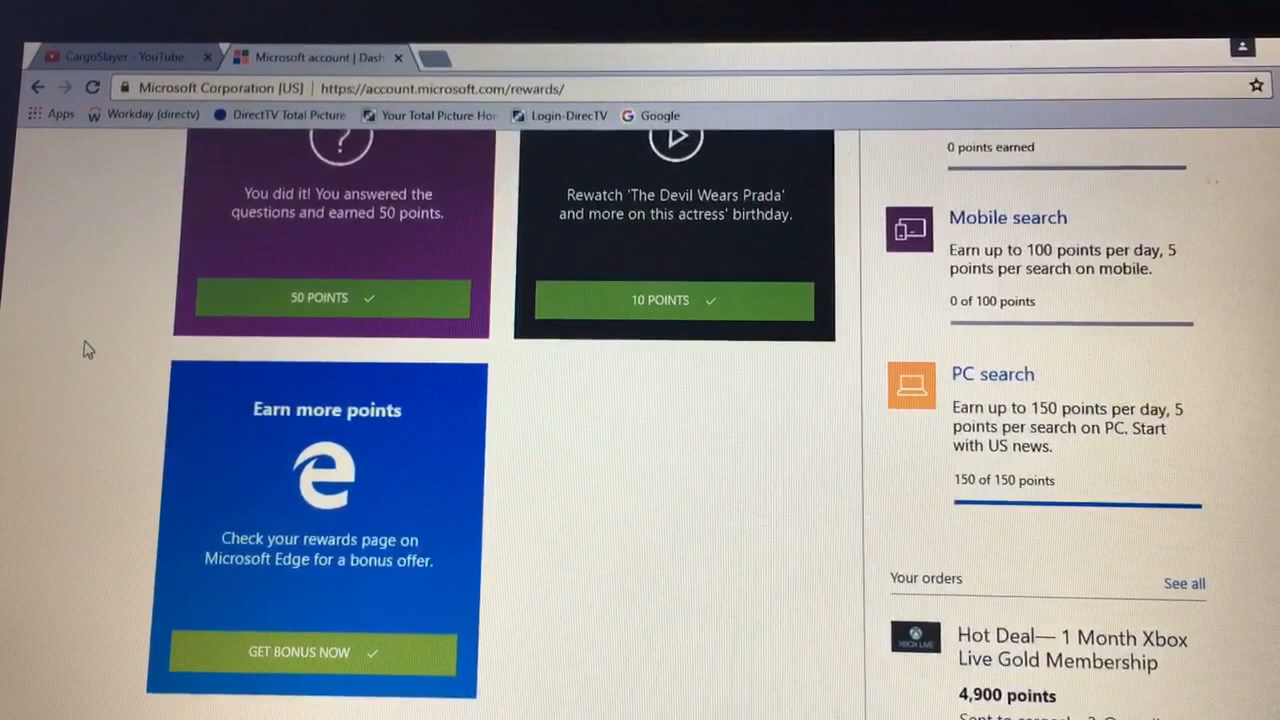 CargoSlayer - YouTube
Microsoft account | Dash
Microsoft Corporation [US] | https://account.microsoft.com/rewards/
Apps
Workday (directv)
DirectTV Total Picture
Your Total Picture Ho
Login-DirecTV
Google
You did it! You answered the
questions and earned 50 points.
50 POINTS
Rewatch 'The Devil Wears Prada'
and more on this actress' birthday.
10 POINTS
Earn more points
Check your rewards page on
Microsoft Edge for a bonus offer.
GET BONUS NOW
0 points earned
Mobile search
Earn up to 100 points per day, 5
points per search on mobile.
0 of 100 points
PC search
Earn up to 150 points per day, 5
points per search on PC. Start
with US news.
150 of 150 points
Your orders
See all
XBOX LIVE
Hot Deal— 1 Month Xbox
Live Gold Membership
4,900 points